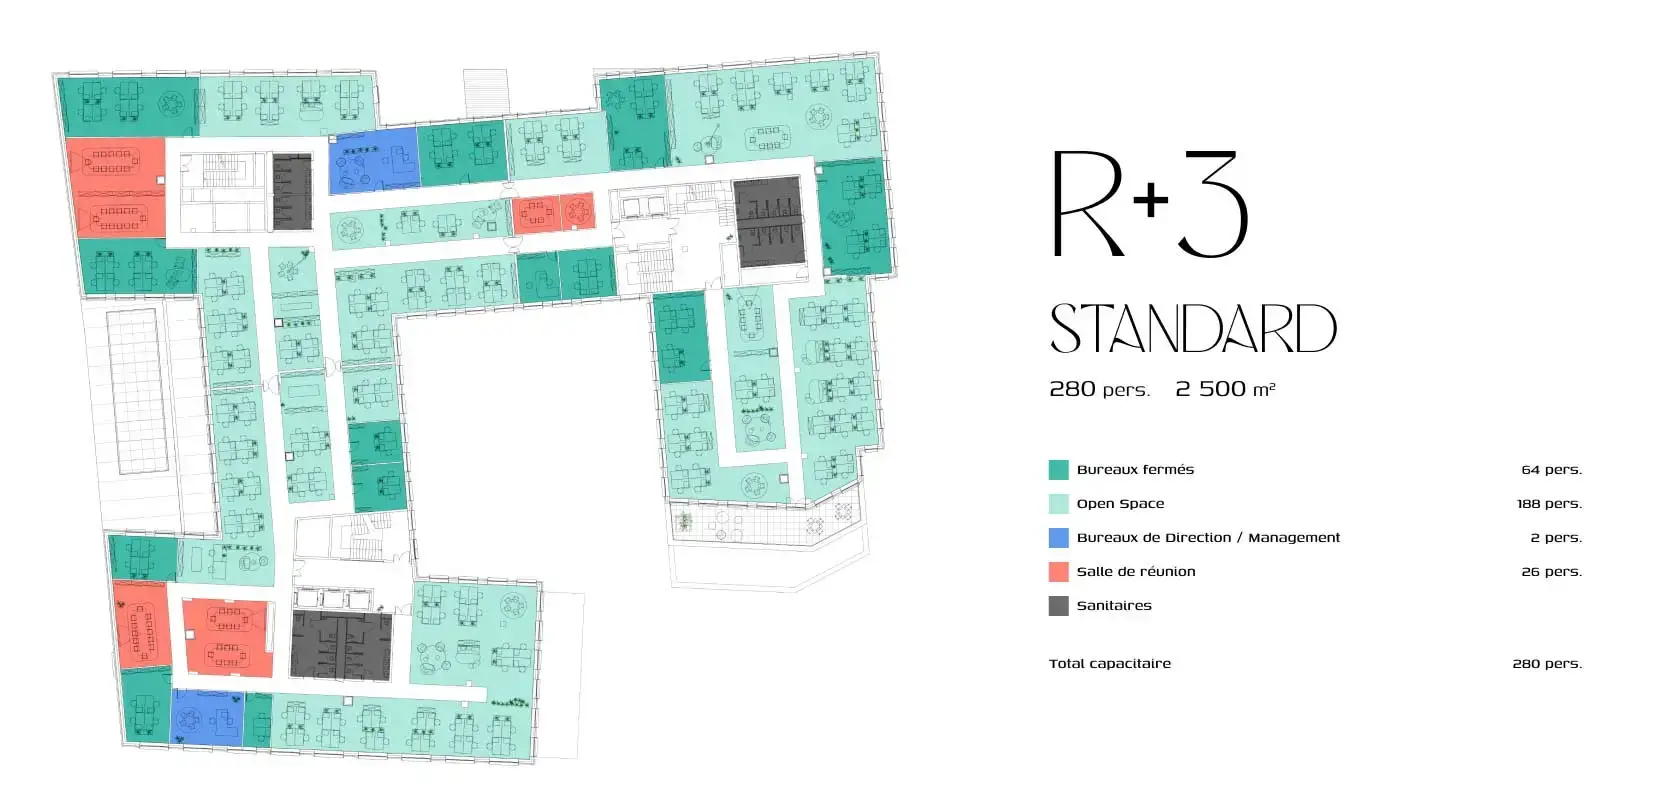 R+3
STANDARD
280 pers. 2 500 m²
Bureaux fermés 64 pers.
Open Space 188 pers.
Bureaux de Direction / Management 2 pers.
Salle de réunion 26 pers.
Sanitaires
Total capacitaire 280 pers.